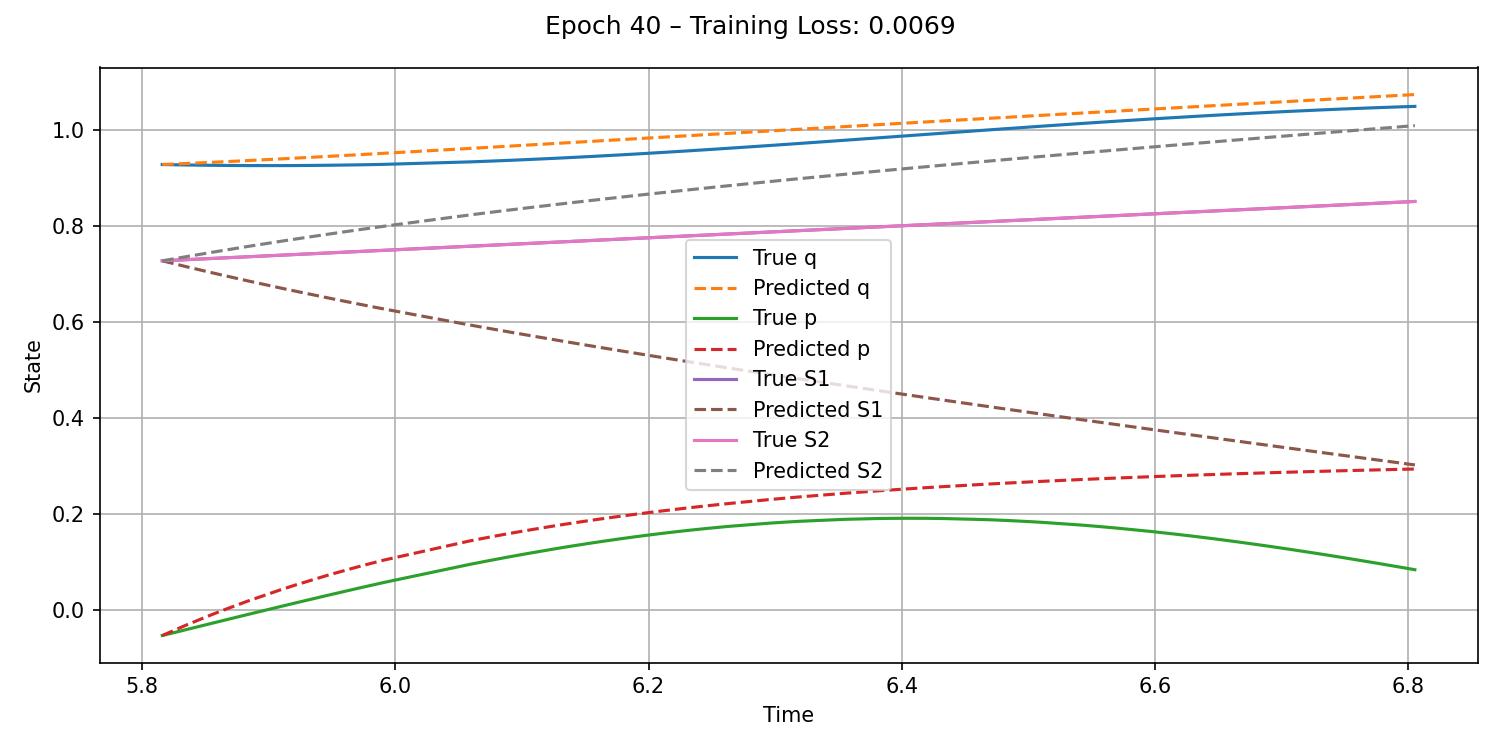 Epoch 40 – Training Loss: 0.0069
1.0
0.8
0.6
0.4
0.2
0.0
State
True q
Predicted q
True p
Predicted p
True S1
Predicted S1
True S2
Predicted S2
5.8 6.0 6.2 6.4 6.6 6.8
Time